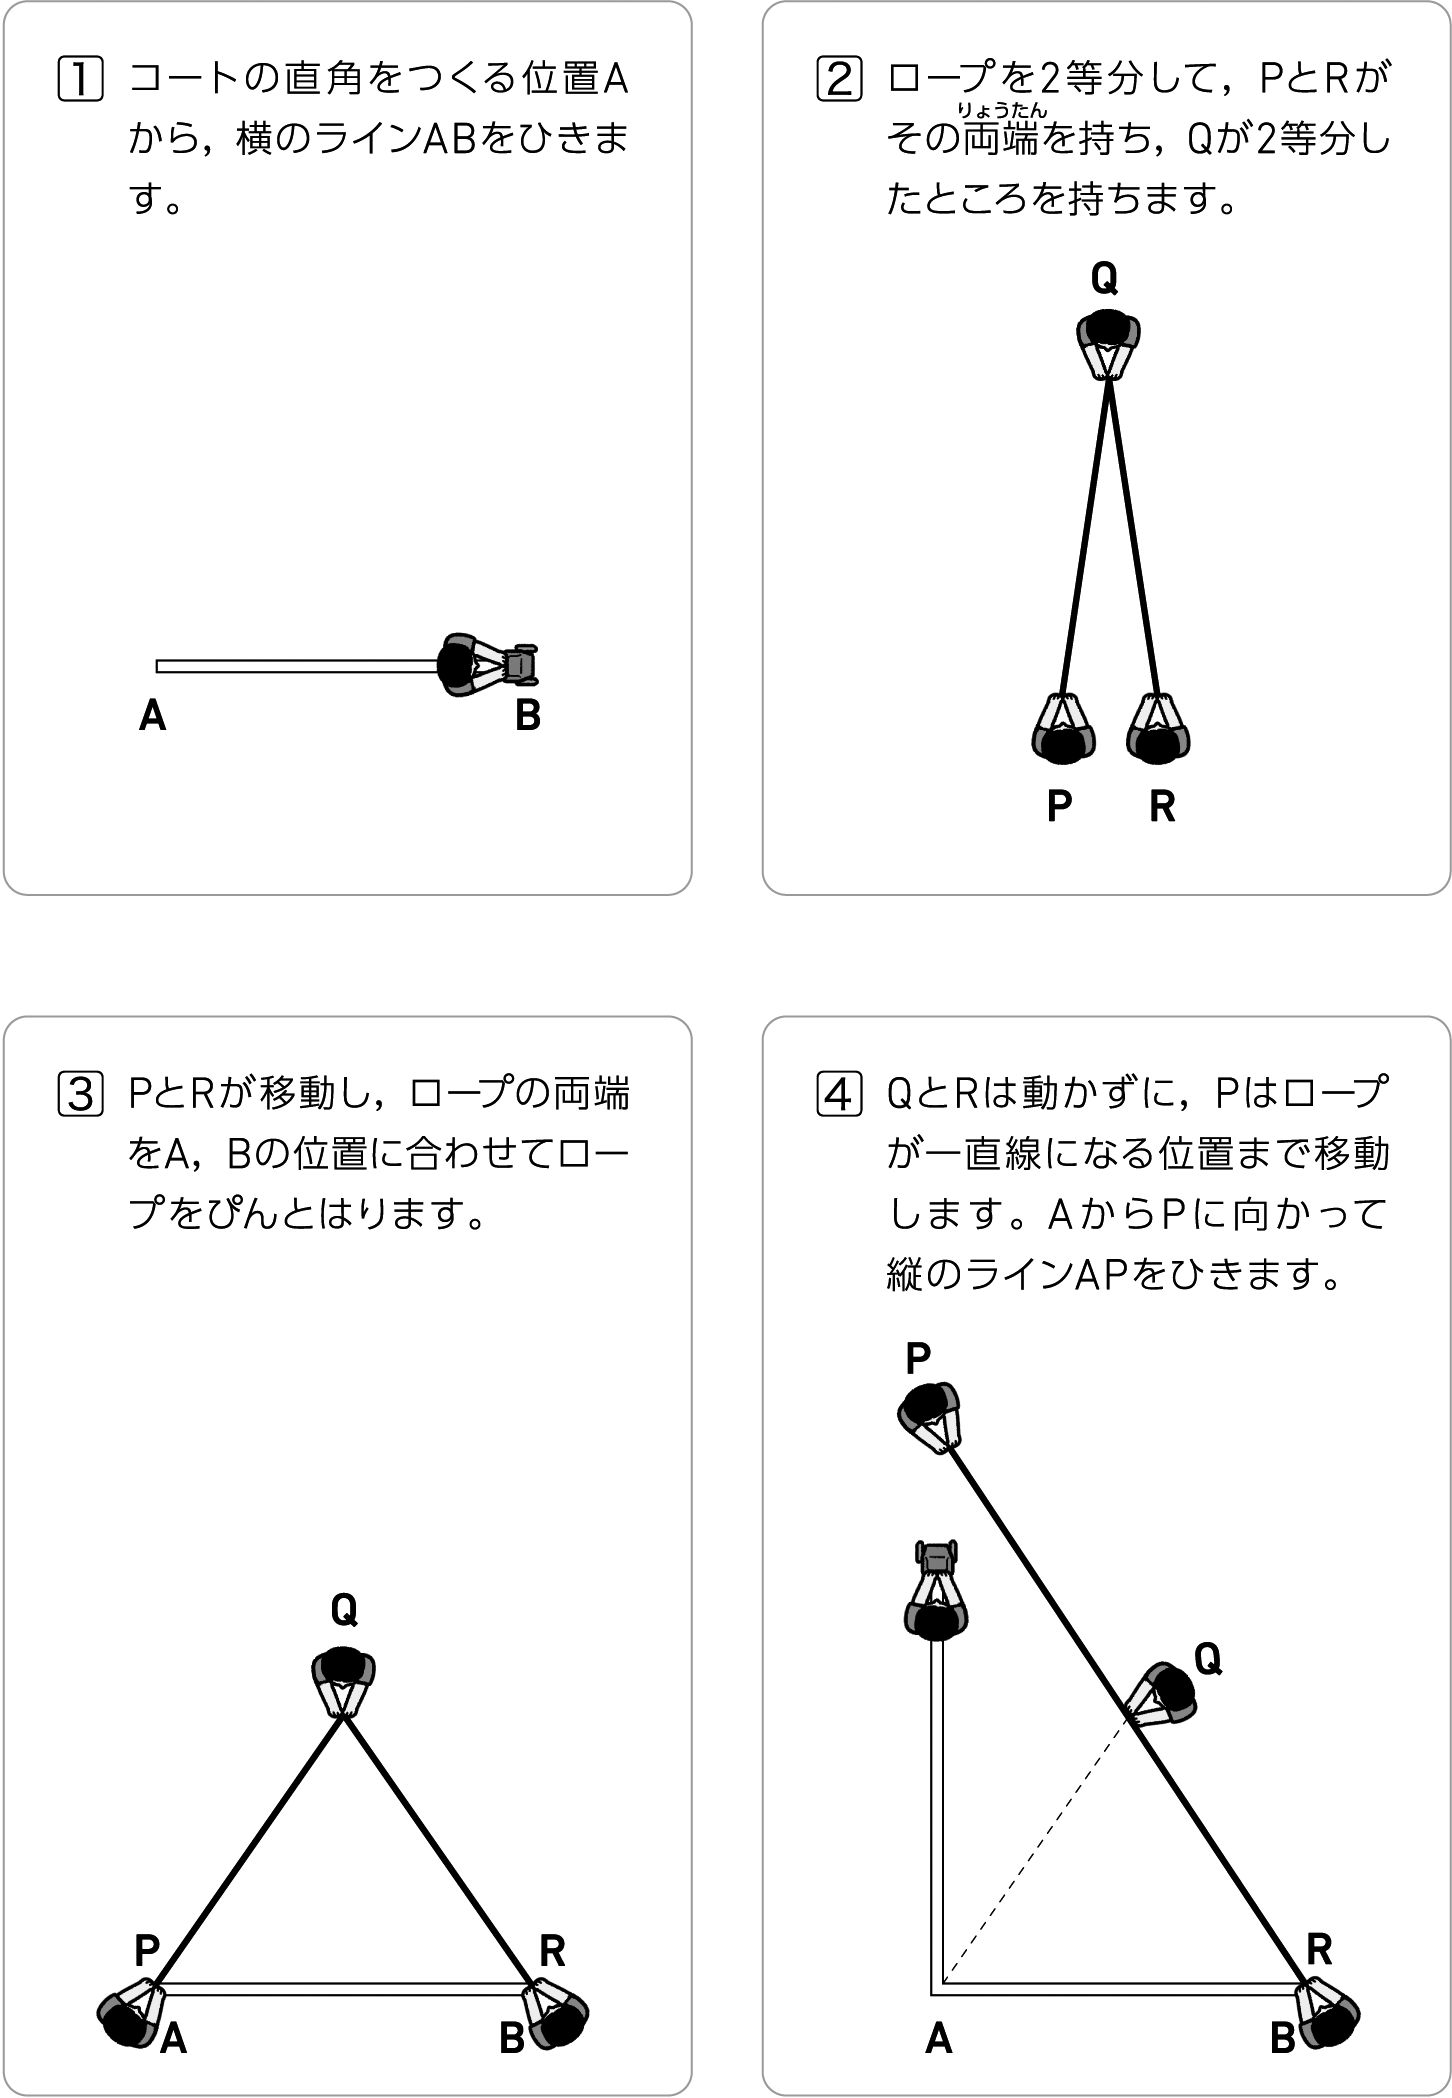 1 コートの直角をつくる位置A
から，横のラインABをひきま
す。
A
B
2 ロープを2等分して，PとRが
りょうたん
その両端を持ち，Qが2等分し
たところを持ちます。
Q
P
R
3 PとRが移動し，ロープの両端
をA，Bの位置に合わせてロー
プをぴんとはります。
Q
P
R
A
B
4 QとRは動かずに，Pはロープ
が一直線になる位置まで移動
します。AからPに向かって
縦のラインAPをひきます。
P
Q
R
A
B